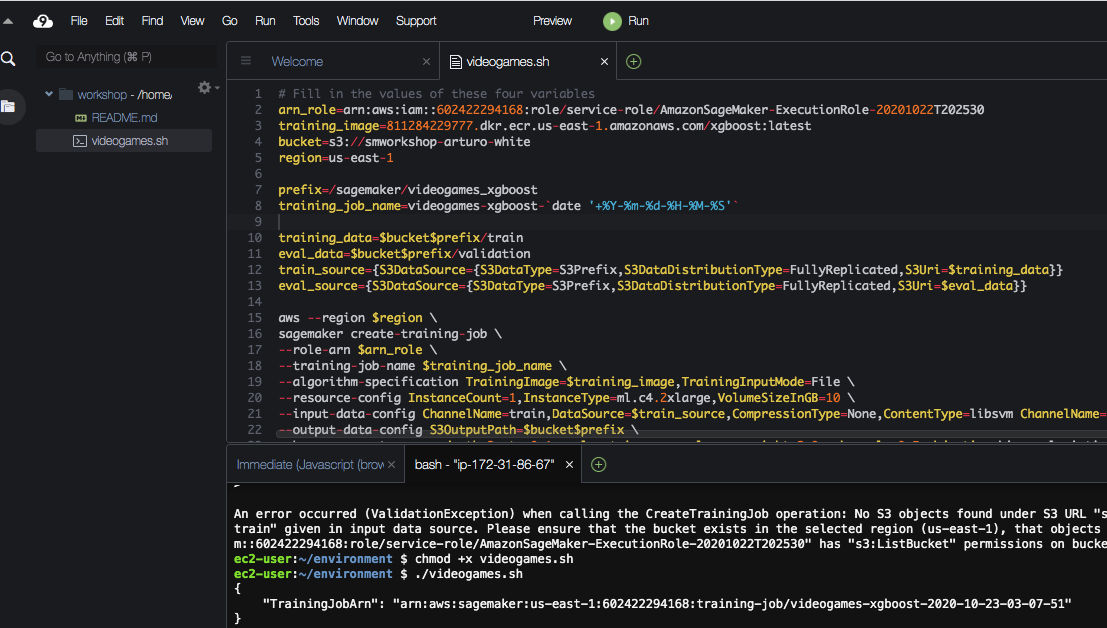 9 File Edit Find View Go Run Tools Window Support Preview Run
Go to Anything (⌘ P)
workshop - /home/
README.md
videogames.sh
Welcome
videogames.sh
1 # Fill in the values of these four variables
2 arn_role=arn:aws:iam::602422294168:role/service-role/AmazonSageMaker-ExecutionRole-20201022T202530
3 training_image=811284229777.dkr.ecr.us-east-1.amazonaws.com/xgboost:latest
4 bucket=s3://smworkshop-arturo-white
5 region=us-east-1
6
7 prefix=/sagemaker/videogames_xgboost
8 training_job_name=videogames-xgboost-`date '+%Y-%m-%d-%H-%M-%S'`
9
10 training_data=$bucket$prefix/train
11 eval_data=$bucket$prefix/validation
12 train_source={S3DataSource={S3DataType=S3Prefix,S3DataDistributionType=FullyReplicated,S3Uri=$training_data}}
13 eval_source={S3DataSource={S3DataType=S3Prefix,S3DataDistributionType=FullyReplicated,S3Uri=$eval_data}}
14
15 aws --region $region \
16 sagemaker create-training-job \
17 --role-arn $arn_role \
18 --training-job-name $training_job_name \
19 --algorithm-specification TrainingImage=$training_image,TrainingInputMode=File \
20 --resource-config InstanceCount=1,InstanceType=ml.c4.2xlarge,VolumeSizeInGB=10 \
21 --input-data-config ChannelName=train,DataSource=$train_source,CompressionType=None,ContentType=libsvm ChannelName=
22 --output-data-config S3OutputPath=$bucket$prefix \
Immediate (Javascript (brow
bash - "ip-172-31-86-67"
An error occurred (ValidationException) when calling the CreateTrainingJob operation: No S3 objects found under S3 URL "s
train" given in input data source. Please ensure that the bucket exists in the selected region (us-east-1), that objects
m::602422294168:role/service-role/AmazonSageMaker-ExecutionRole-20201022T202530" has "s3:ListBucket" permissions on bucke
ec2-user:~/environment $ chmod +x videogames.sh
ec2-user:~/environment $ ./videogames.sh
{
"TrainingJobArn": "arn:aws:sagemaker:us-east-1:602422294168:training-job/videogames-xgboost-2020-10-23-03-07-51"
}